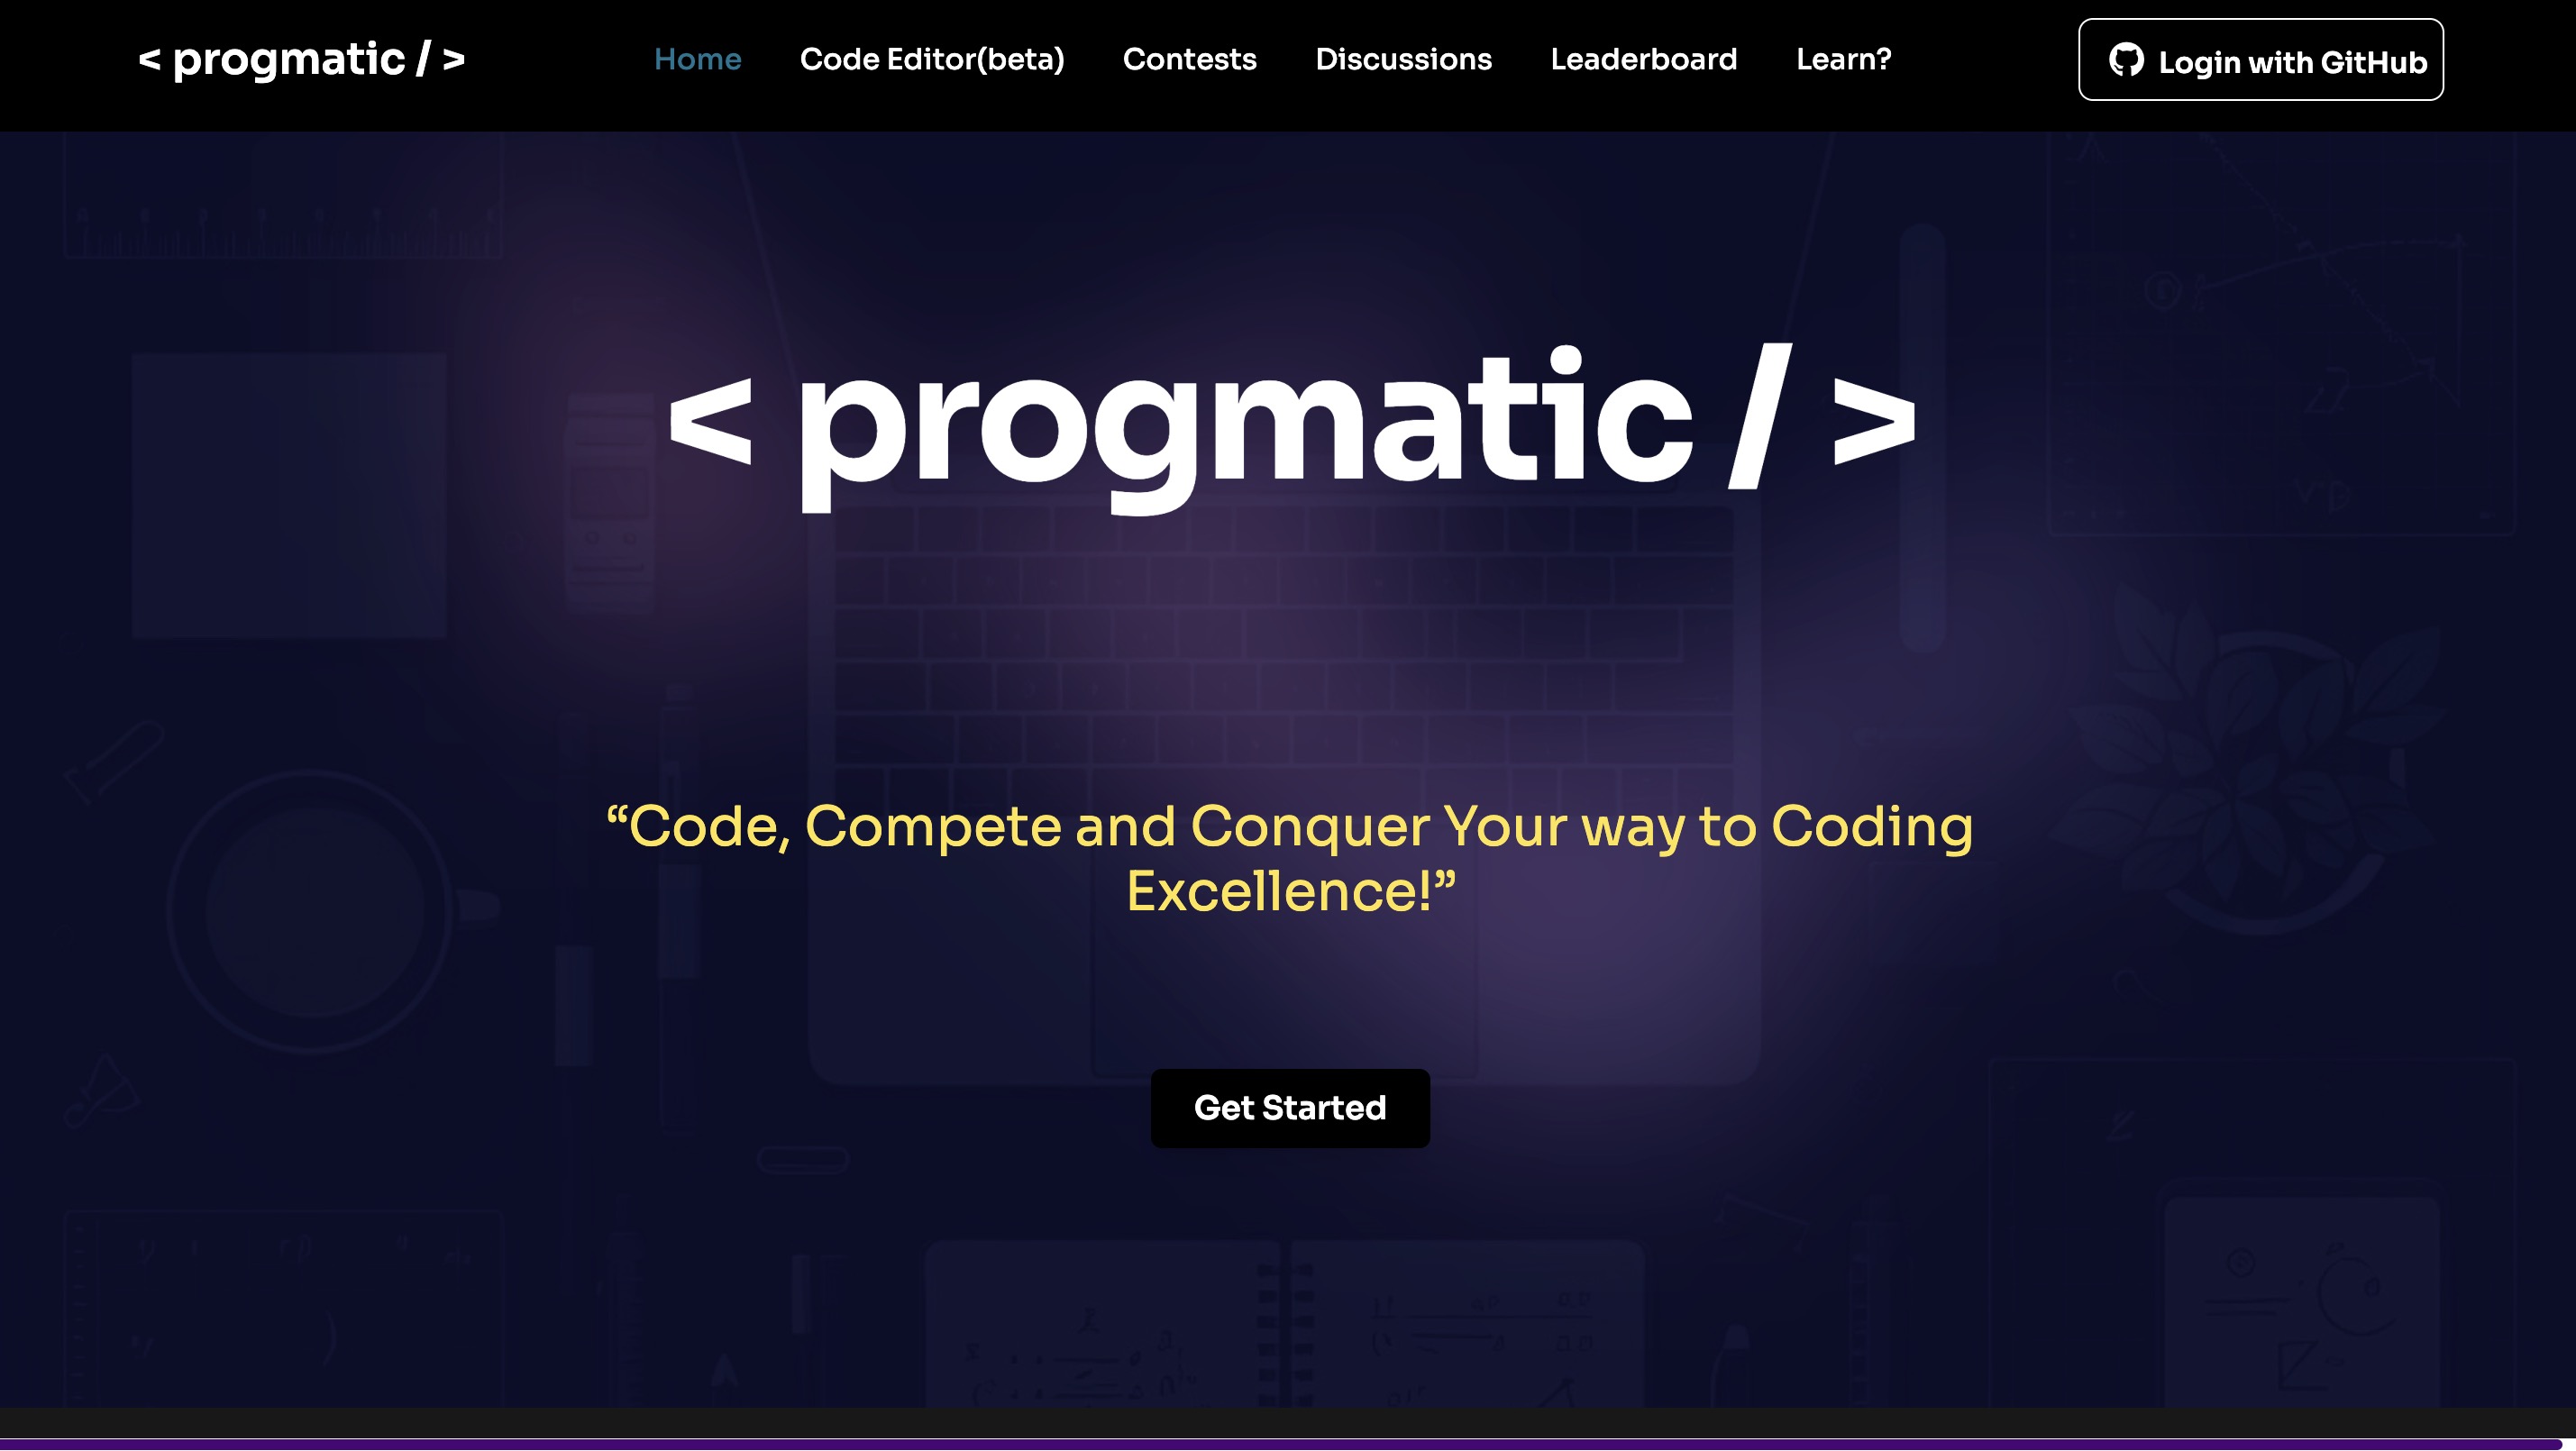 < progmatic / >
Home Code Editor(beta) Contests Discussions Leaderboard Learn?
Login with GitHub
< progmatic / >
“Code, Compete and Conquer Your way to Coding
Excellence!”
Get Started